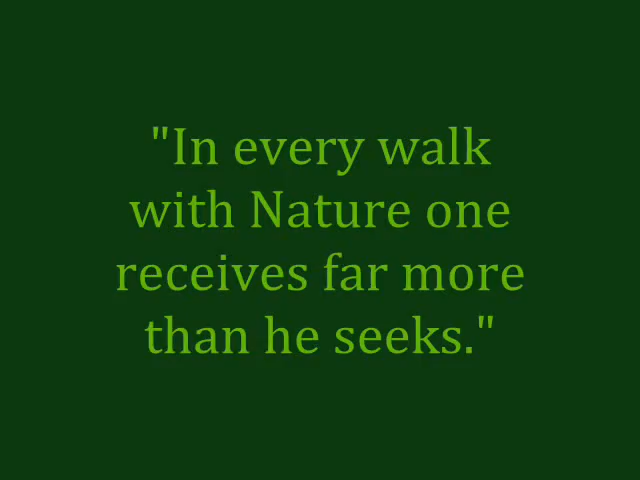 "In every walk
with Nature one
receives far more
than he seeks."